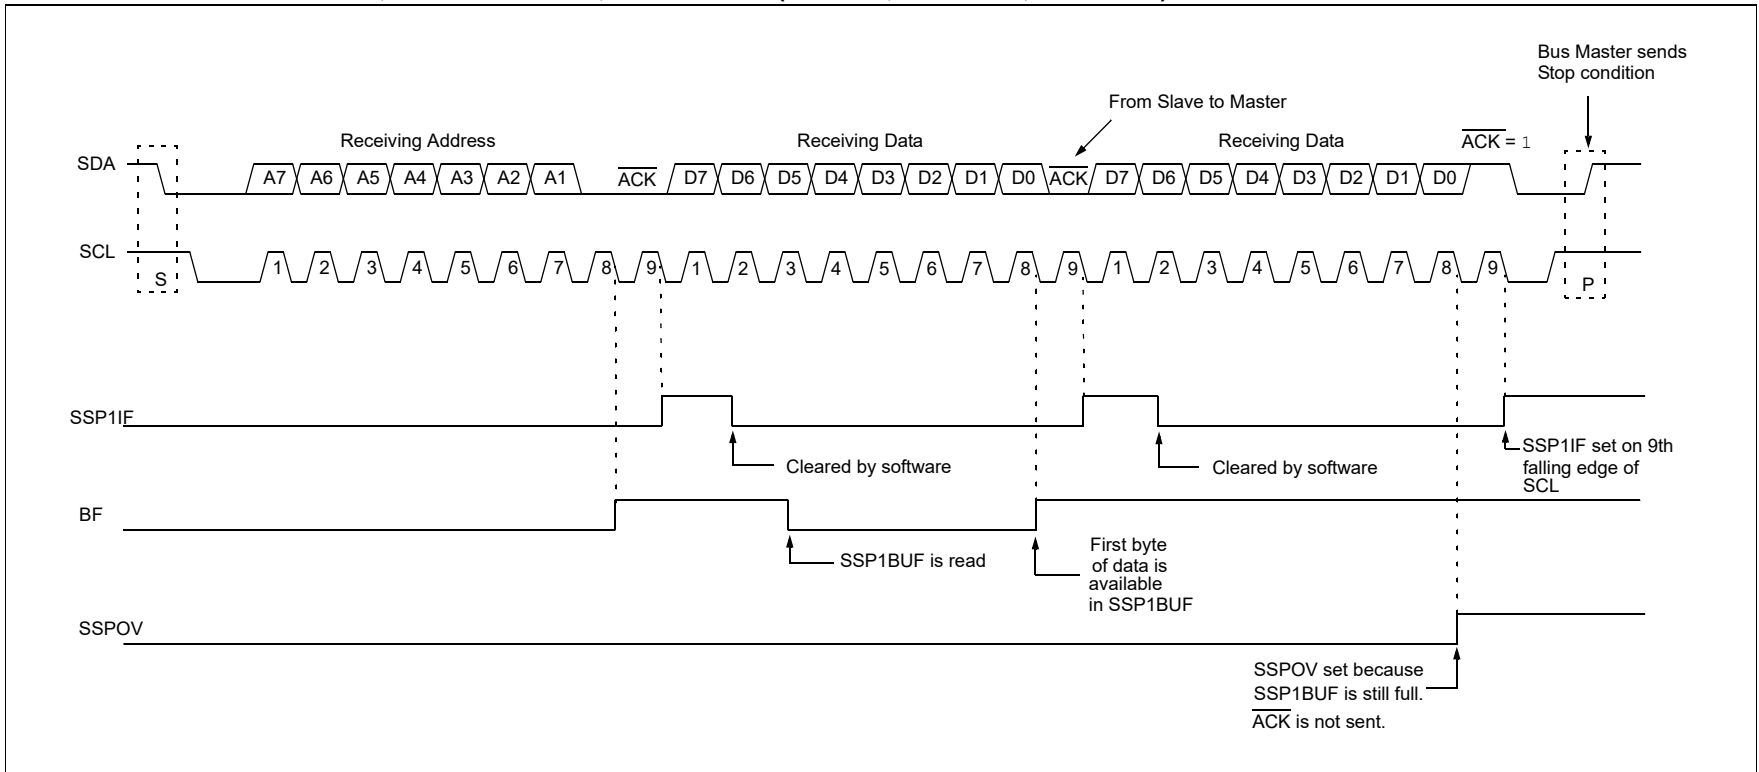 Bus Master sends
Stop condition
From Slave to Master
Receiving Address
Receiving Data
Receiving Data
ACK = 1
SDA
A7 A6 A5 A4 A3 A2 A1 ACK D7 D6 D5 D4 D3 D2 D1 D0 ACK D7 D6 D5 D4 D3 D2 D1 D0
SCL
S 1 2 3 4 5 6 7 8 9 1 2 3 4 5 6 7 8 9 1 2 3 4 5 6 7 8 9 P
SSP1IF
Cleared by software
Cleared by software
SSP1IF set on 9th
falling edge of
SCL
BF
SSP1BUF is read
First byte
of data is
available
in SSP1BUF
SSPOV
SSPOV set because
SSP1BUF is still full.
ACK is not sent.